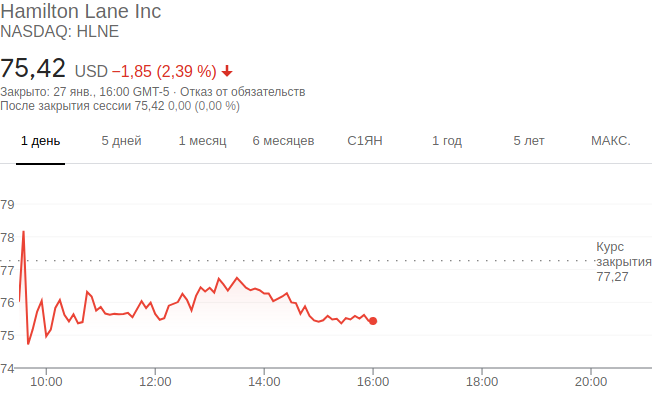 Hamilton Lane Inc
NASDAQ: HLNE
75,42 USD −1,85 (2,39 %)
Закрыто: 27 янв., 16:00 GMT-5 · Отказ от обязательств
После закрытия сессии 75,42 0,00 (0,00 %)
1 день 5 дней 1 месяц 6 месяцев С1ЯН 1 год 5 лет МАКС.
79
78
Курс
закрытия
77,27
77
76
75
74
10:00 12:00 14:00 16:00 18:00 20:00